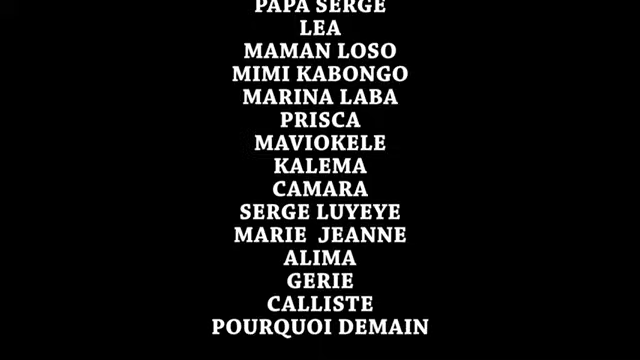 PAPA SERGE
LEA
MAMAN LOSO
MIMI KABONGO
MARINA LABA
PRISCA
MAVIOKELE
KALEMA
CAMARA
SERGE LUYEYE
MARIE JEANNE
ALIMA
GERIE
CALLISTE
POURQUOI DEMAIN